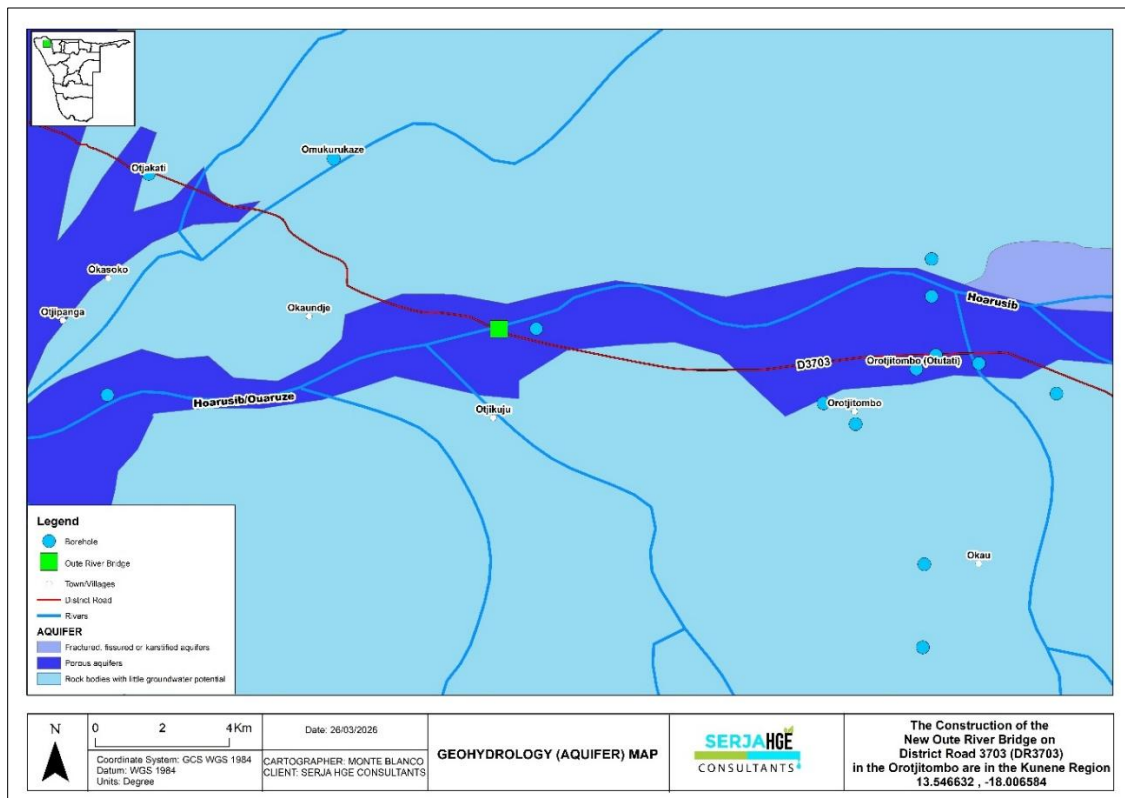 Omukurukaze
Otjakati
Okasoko
Otjipanga
Okaundje
Hoarusib
D3703
Orotjitombo (Otutati)
Hoarusib/Ouaruze
Otjikuju
Orotjitombo
Okau
Legend
Borehole
Oute River Bridge
Town/Villages
District Road
Rivers
AQUIFER
Fractured, fissured or karstified aquifers
Porous aquifers
Rock bodies with little groundwater potential
N
0 2 4 Km
Coordinate System: GCS WGS 1984
Datum: WGS 1984
Units: Degree
Date: 26/03/2026
CARTOGRAPHER: MONTE BLANCO
CLIENT: SERJA HGE CONSULTANTS
GEOHYDROLOGY (AQUIFER) MAP
SERJAHGE
CONSULTANTS
The Construction of the
New Oute River Bridge on
District Road 3703 (DR3703)
in the Orotjitombo are in the Kunene Region
13.546632 , -18.006584